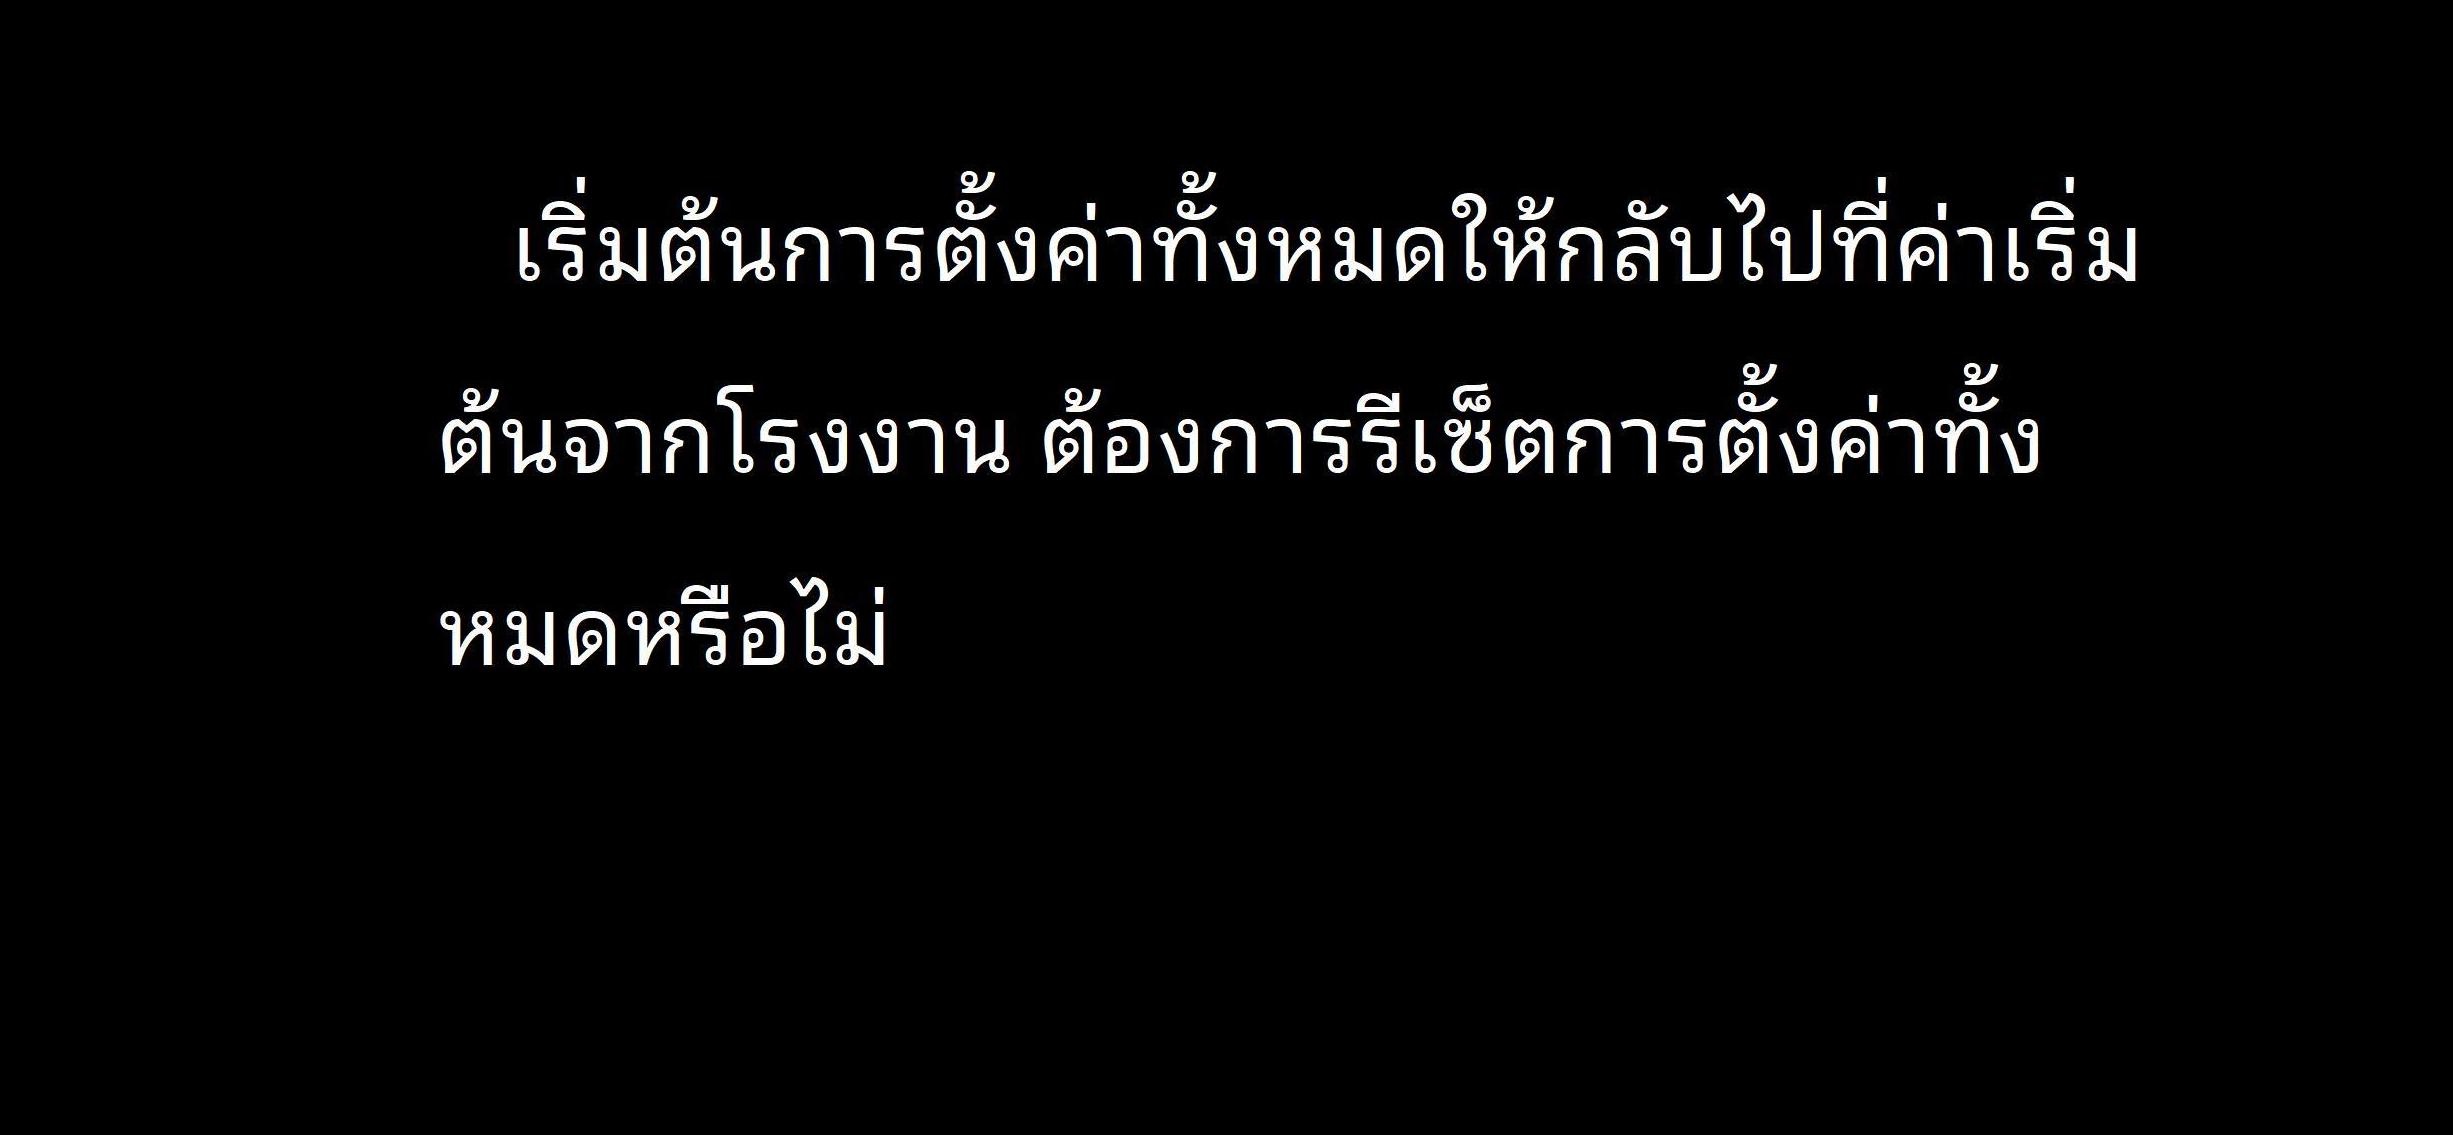 เริ่มต้นการตั้งค่าทั้งหมดให้กลับไปที่ค่าเริ่ม
ต้นจากโรงงาน ต้องการรีเซ็ตการตั้งค่าทั้ง
หมดหรือไม่